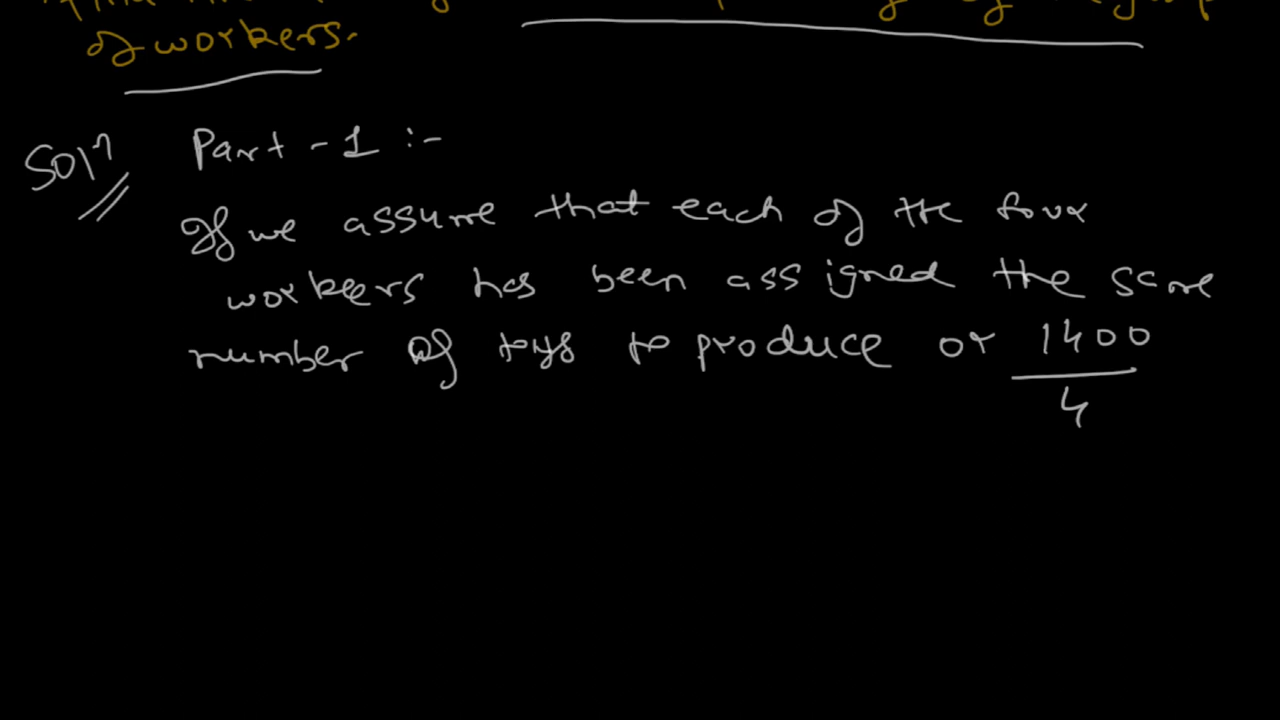 of workers.
Soln Part - 1 :-
If we assume that each of the four
workers has been assigned the same
number of toys to produce or 1400
4